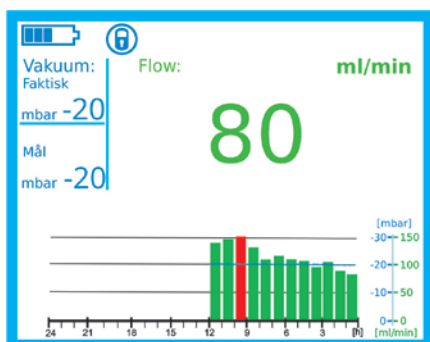 Vakuum:
Faktisk
mbar -20
Mål
mbar -20
Flow:
ml/min
80
[mbar]
-30 150
-20 100
-10 50
0 0
24 21 18 15 12 9 6 3 [h] [ml/min]